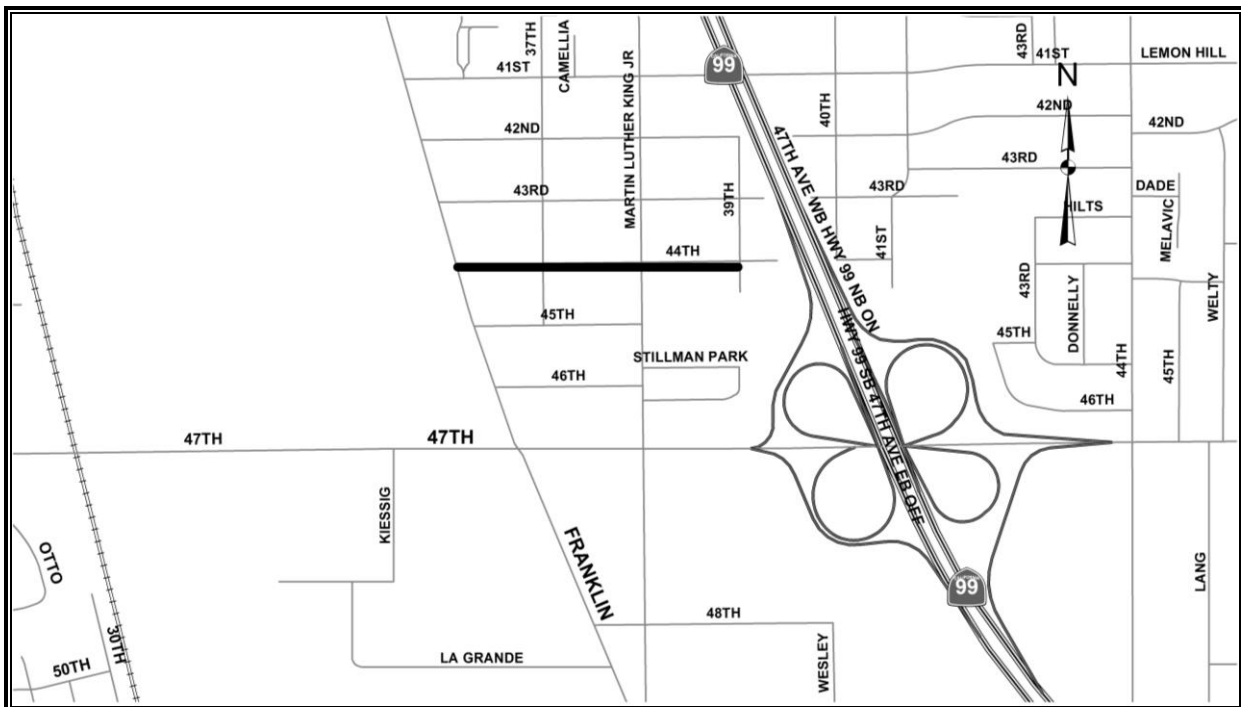 37TH
CAMELLIA
43RD
41ST
LEMON HILL
99
41ST
N
MARTIN LUTHER KING JR
40TH
42ND
42ND
42ND
47TH AVE WB HWY 99 NB ON
43RD
43RD
43RD
39TH
DADE
HILTS
MELAVIC
44TH
41ST
43RD
WELTY
45TH
HWY 99 SB 47TH AVE EB OFF
45TH
DONNELLY
STILLMAN PARK
44TH
45TH
46TH
46TH
47TH
47TH
KIESSIG
FRANKLIN
OTTO
LANG
99
48TH
30TH
50TH
LA GRANDE
WESLEY